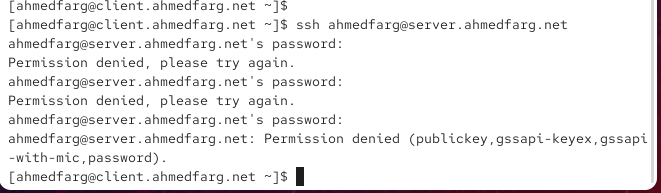 [ahmedfarg@client.ahmedfarg.net ~]$
[ahmedfarg@client.ahmedfarg.net ~]$ ssh ahmedfarg@server.ahmedfarg.net
ahmedfarg@server.ahmedfarg.net's password:
Permission denied, please try again.
ahmedfarg@server.ahmedfarg.net's password:
Permission denied, please try again.
ahmedfarg@server.ahmedfarg.net's password:
ahmedfarg@server.ahmedfarg.net: Permission denied (publickey,gssapi-keyex,gssapi
-with-mic,password).
[ahmedfarg@client.ahmedfarg.net ~]$